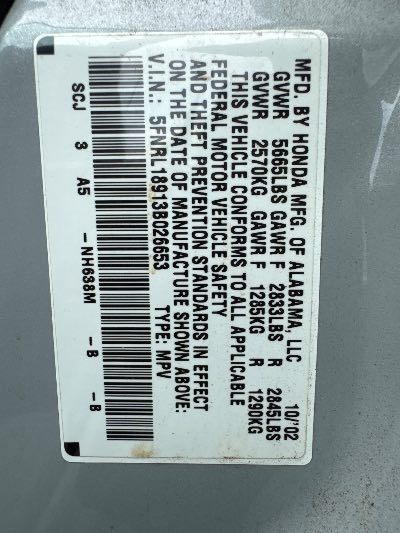 MFD. BY HONDA MFG. OF ALABAMA, LLC 10/'02
GVWR 5665LBS GAWR F 2833LBS R 2845LBS
GVWR 2570KG GAWR F 1285KG R 1290KG
THIS VEHICLE CONFORMS TO ALL APPLICABLE
FEDERAL MOTOR VEHICLE SAFETY
AND THEFT PREVENTION STANDARDS IN EFFECT
ON THE DATE OF MANUFACTURE SHOWN ABOVE:
V.I.N.: 5FNRL18913B026653 TYPE: MPV
SCJ 3 A5 -NH638M -B -B